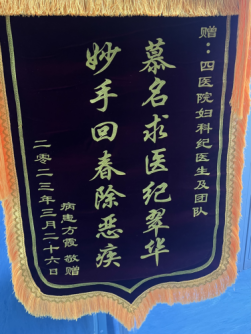 赠：四医院妇科纪医生及团队
慕名求医纪翠华
妙手回春除恶疾
病患方霞 敬赠
二零二三年三月二十六日